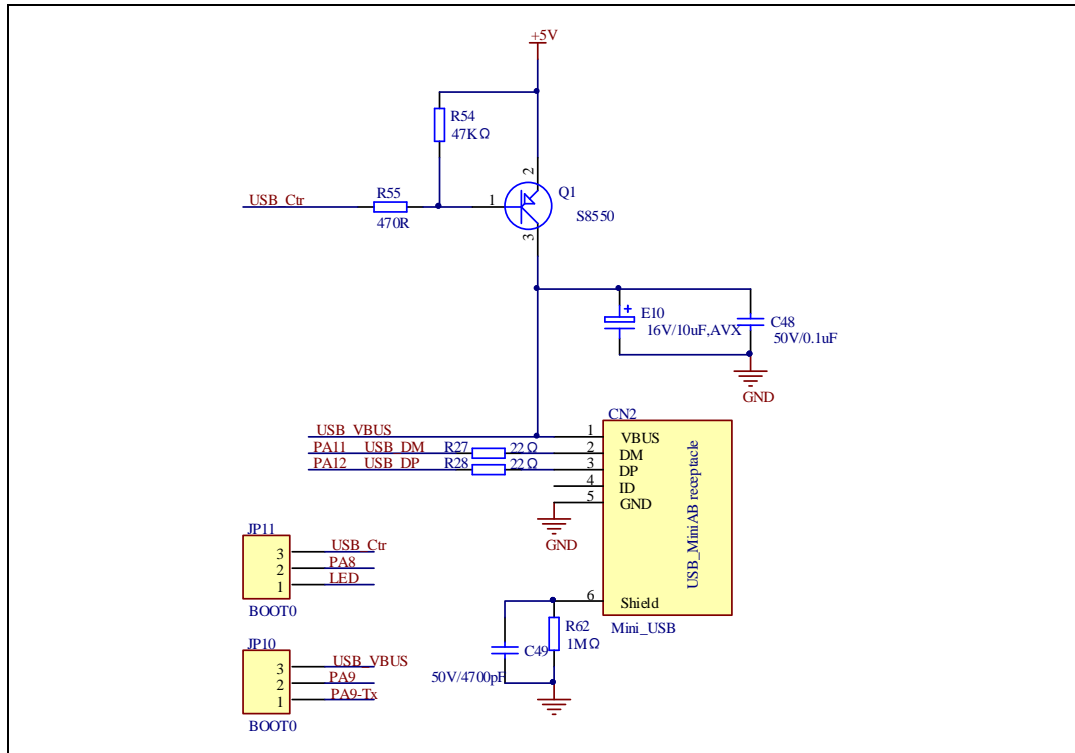 +5V
R54
47KΩ
2
Q1
USB_Ctr
R55
1
470R
S8550
3
E10
16V/10uF,AVX
C48
50V/0.1uF
GND
CN2
USB_VBUS
1
VBUS
PA11 USB_DM R27 22Ω
2
DM
PA12 USB_DP R28 22Ω
3
DP
4
ID
5
GND
GND
USB_MiniAB receptacle
JP11
3 USB_Ctr
2 PA8
1 LED
BOOT0
6
Shield
Mini_USB
R62
1MΩ
C49
50V/4700pF
JP10
3 USB_VBUS
2 PA9
1 PA9-Tx
BOOT0